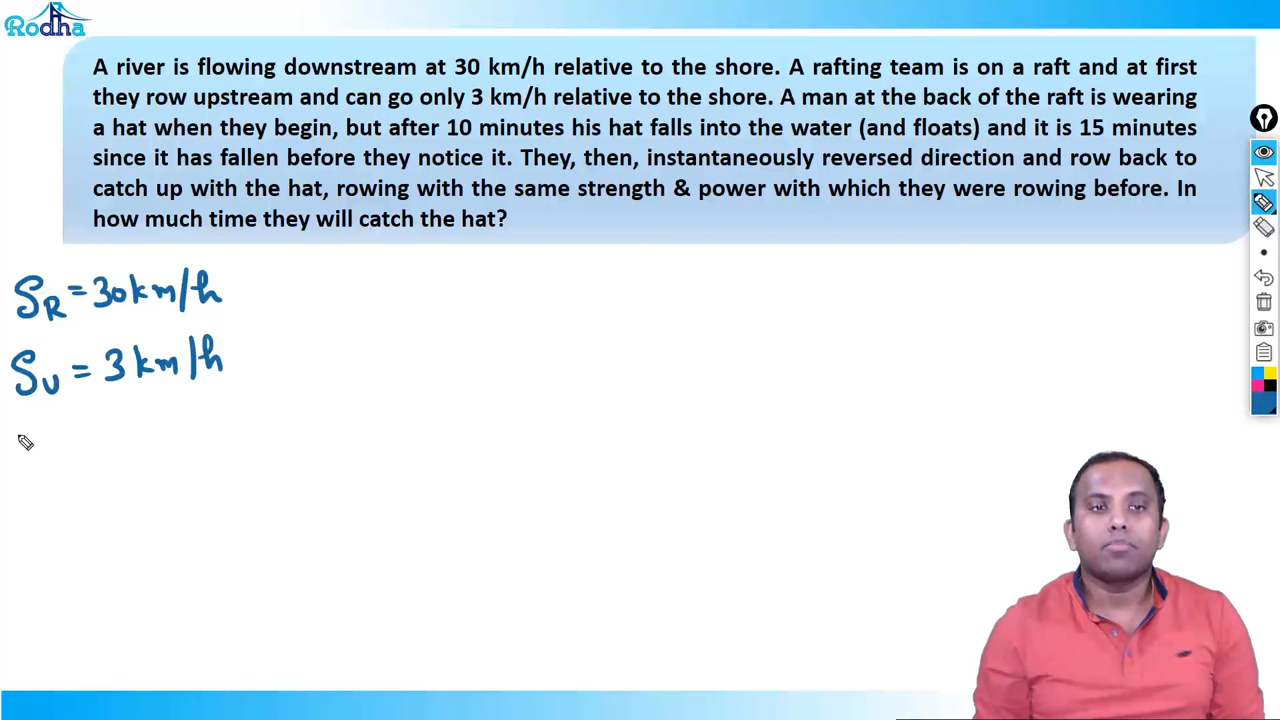 Rodha
A river is flowing downstream at 30 km/h relative to the shore. A rafting team is on a raft and at first
they row upstream and can go only 3 km/h relative to the shore. A man at the back of the raft is wearing
a hat when they begin, but after 10 minutes his hat falls into the water (and floats) and it is 15 minutes
since it has fallen before they notice it. They, then, instantaneously reversed direction and row back to
catch up with the hat, rowing with the same strength & power with which they were rowing before. In
how much time they will catch the hat?
S_R = 30 km/h
S_U = 3 km/h